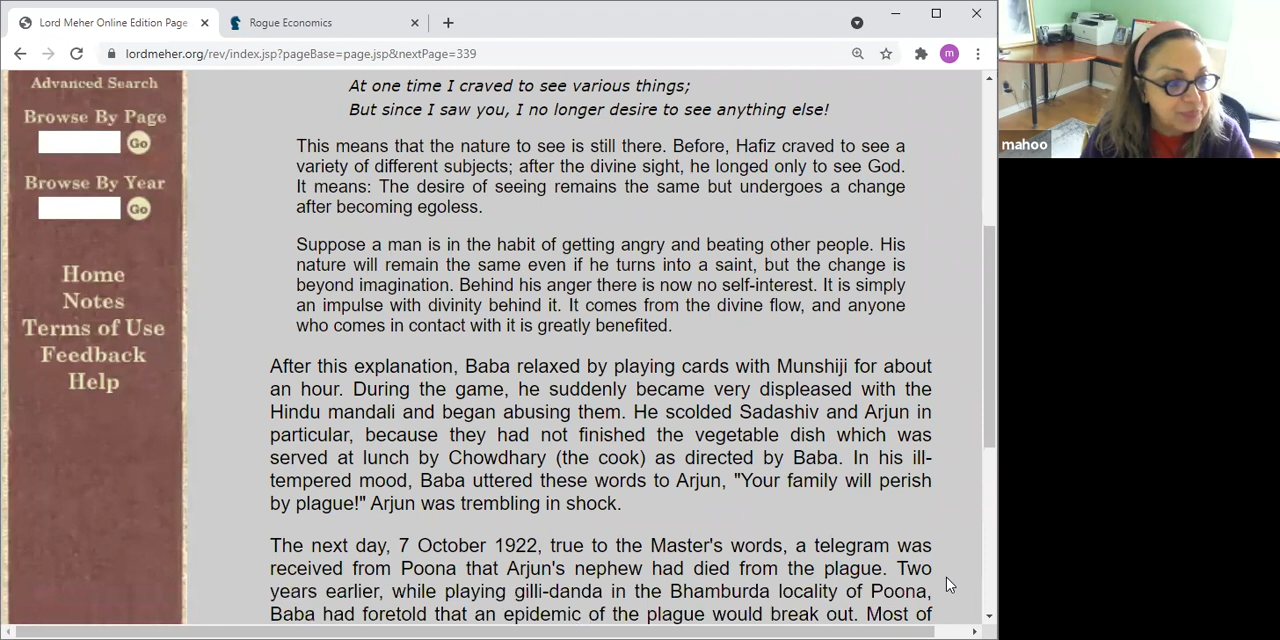 Lord Meher Online Edition Page
Rogue Economics
lordmeher.org/rev/index.jsp?pageBase=page.jsp&nextPage=339
m
Advanced Search
Browse By Page
Go
Browse By Year
Go
Home
Notes
Terms of Use
Feedback
Help
At one time I craved to see various things;
But since I saw you, I no longer desire to see anything else!
This means that the nature to see is still there. Before, Hafiz craved to see a
variety of different subjects; after the divine sight, he longed only to see God.
It means: The desire of seeing remains the same but undergoes a change
after becoming egoless.
Suppose a man is in the habit of getting angry and beating other people. His
nature will remain the same even if he turns into a saint, but the change is
beyond imagination. Behind his anger there is now no self-interest. It is simply
an impulse with divinity behind it. It comes from the divine flow, and anyone
who comes in contact with it is greatly benefited.
After this explanation, Baba relaxed by playing cards with Munshiji for about
an hour. During the game, he suddenly became very displeased with the
Hindu mandali and began abusing them. He scolded Sadashiv and Arjun in
particular, because they had not finished the vegetable dish which was
served at lunch by Chowdhary (the cook) as directed by Baba. In his ill-
tempered mood, Baba uttered these words to Arjun, "Your family will perish
by plague!" Arjun was trembling in shock.
The next day, 7 October 1922, true to the Master's words, a telegram was
received from Poona that Arjun's nephew had died from the plague. Two
years earlier, while playing gilli-danda in the Bhamburda locality of Poona,
Baba had foretold that an epidemic of the plague would break out. Most of
mahoo